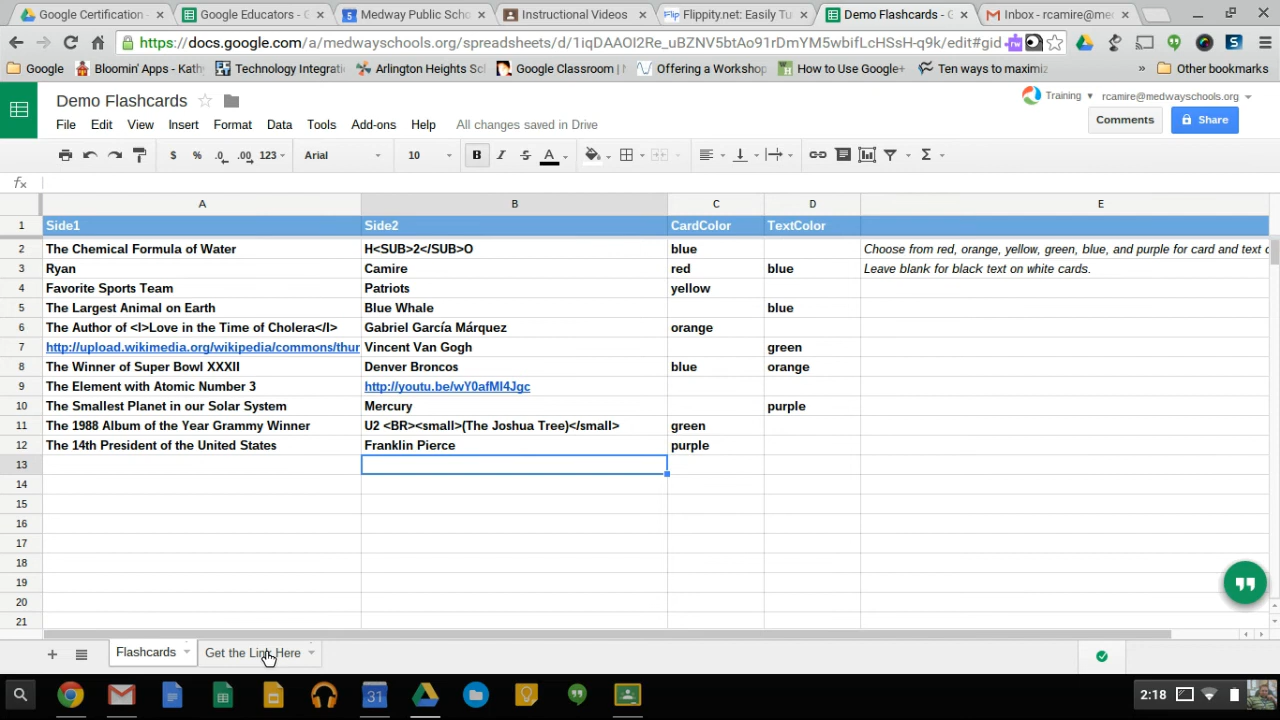 Google Certification -
Google Educators - G
Medway Public Scho
Instructional Videos
Flippity.net: Easily Tu
Demo Flashcards - G
Inbox - rcamire@me
https://docs.google.com/a/medwayschools.org/spreadsheets/d/1iqDAAOI2Re_uBZNV5btAo91rDmYM5wbifLcHSsH-q9k/edit#gid
Google
Bloomin' Apps - Kath
Technology Integrati
Arlington Heights Sc
Google Classroom |
Offering a Workshop
How to Use Google+
Ten ways to maximiz
»
Other bookmarks
Demo Flashcards
Training
rcamire@medwayschools.org
File Edit View Insert Format Data Tools Add-ons Help All changes saved in Drive
Comments
Share
$ % .0 .00 123 Arial 10 B I S A Σ
fx
A B C D E
1 Side1 Side2 CardColor TextColor
2 The Chemical Formula of Water H<SUB>2</SUB>O blue Choose from red, orange, yellow, green, blue, and purple for card and text c
3 Ryan Camire red blue Leave blank for black text on white cards.
4 Favorite Sports Team Patriots yellow
5 The Largest Animal on Earth Blue Whale blue
6 The Author of <I>Love in the Time of Cholera</I> Gabriel García Márquez orange
7 http://upload.wikimedia.org/wikipedia/commons/thur Vincent Van Gogh green
8 The Winner of Super Bowl XXXII Denver Broncos blue orange
9 The Element with Atomic Number 3 http://youtu.be/wY0afMI4Jgc
10 The Smallest Planet in our Solar System Mercury purple
11 The 1988 Album of the Year Grammy Winner U2 <BR><small>(The Joshua Tree)</small> green
12 The 14th President of the United States Franklin Pierce purple
13
14
15
16
17
18
19
20
21
+ Flashcards Get the Link Here
31
2:18